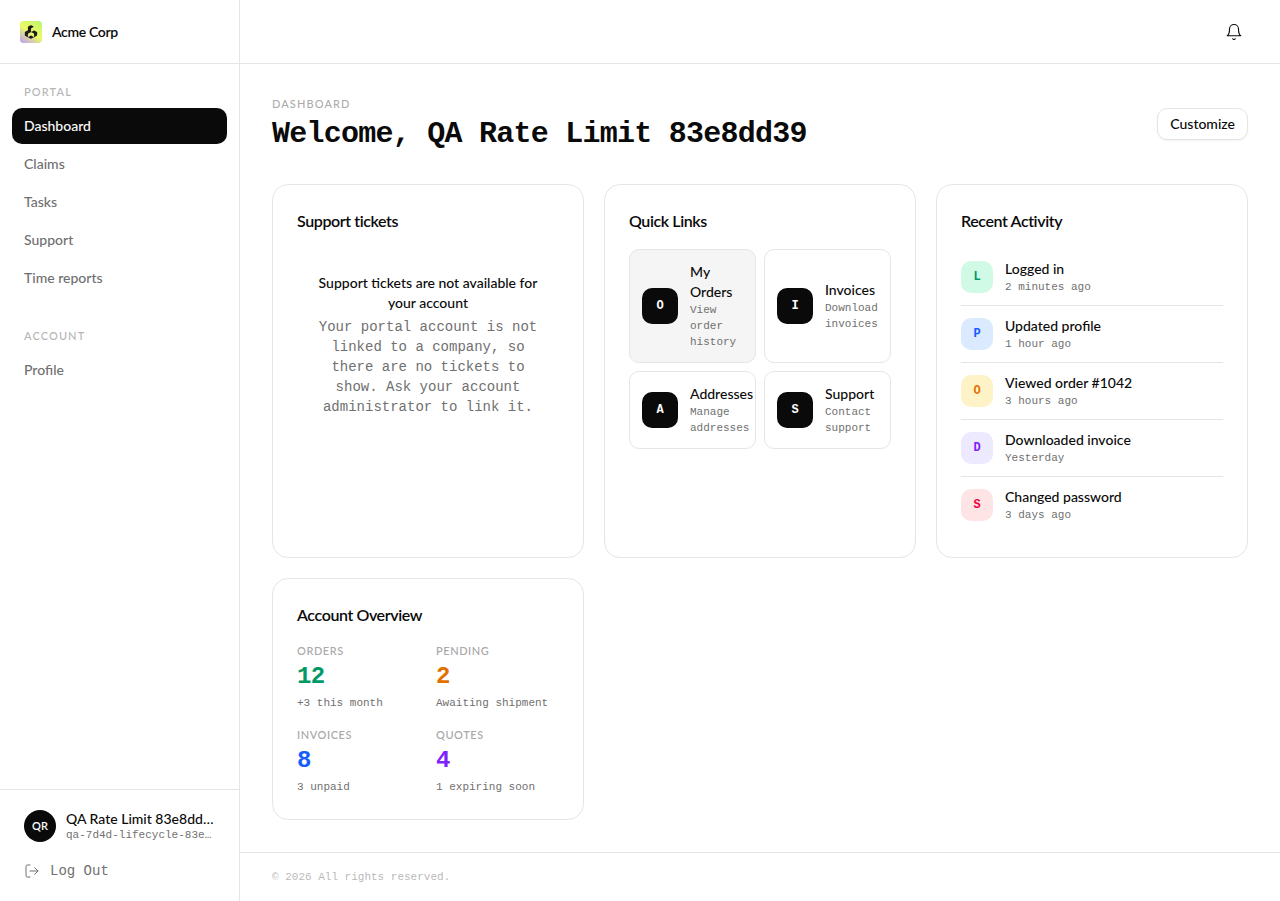 Acme Corp
PORTAL
Dashboard
Claims
Tasks
Support
Time reports
ACCOUNT
Profile
QR
QA Rate Limit 83e8dd...
qa-7d4d-lifecycle-83e...
Log Out
DASHBOARD
Welcome, QA Rate Limit 83e8dd39
Customize
Support tickets
Support tickets are not available for
your account
Your portal account is not
linked to a company, so
there are no tickets to
show. Ask your account
administrator to link it.
Quick Links
O
My
Orders
View
order
history
I
Invoices
Download
invoices
A
Addresses
Manage
addresses
S
Support
Contact
support
Recent Activity
L
Logged in
2 minutes ago
P
Updated profile
1 hour ago
O
Viewed order #1042
3 hours ago
D
Downloaded invoice
Yesterday
S
Changed password
3 days ago
Account Overview
ORDERS
12
+3 this month
PENDING
2
Awaiting shipment
INVOICES
8
3 unpaid
QUOTES
4
1 expiring soon
© 2026 All rights reserved.